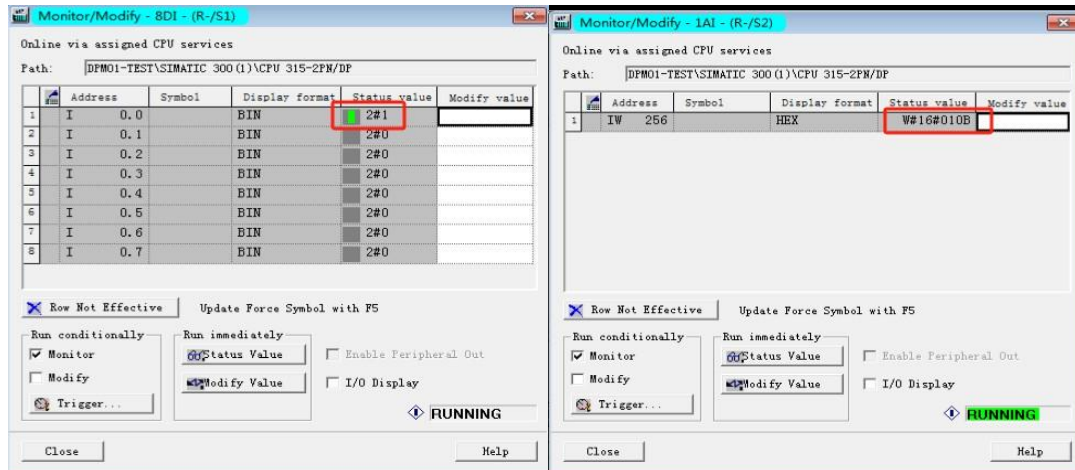 Monitor/Modify - 8DI - (R-/S1)
Online via assigned CPU services
Path: DPM01-TEST\SIMATIC 300(1)\CPU 315-2PN/DP
Address Symbol Display format Status value Modify value
1 I 0.0 BIN 2#1
2 I 0.1 BIN 2#0
3 I 0.2 BIN 2#0
4 I 0.3 BIN 2#0
5 I 0.4 BIN 2#0
6 I 0.5 BIN 2#0
7 I 0.6 BIN 2#0
8 I 0.7 BIN 2#0
Row Not Effective Update Force Symbol with F5
Run conditionally Run immediately
Monitor Status Value Enable Peripheral Out
Modify Modify Value I/O Display
Trigger...
RUNNING
Close Help
Monitor/Modify - 1AI - (R-/S2)
Online via assigned CPU services
Path: DPM01-TEST\SIMATIC 300(1)\CPU 315-2PN/DP
Address Symbol Display format Status value Modify value
1 IW 256 HEX W#16#010B
Row Not Effective Update Force Symbol with F5
Run conditionally Run immediately
Monitor Status Value Enable Peripheral Out
Modify Modify Value I/O Display
Trigger...
RUNNING
Close Help